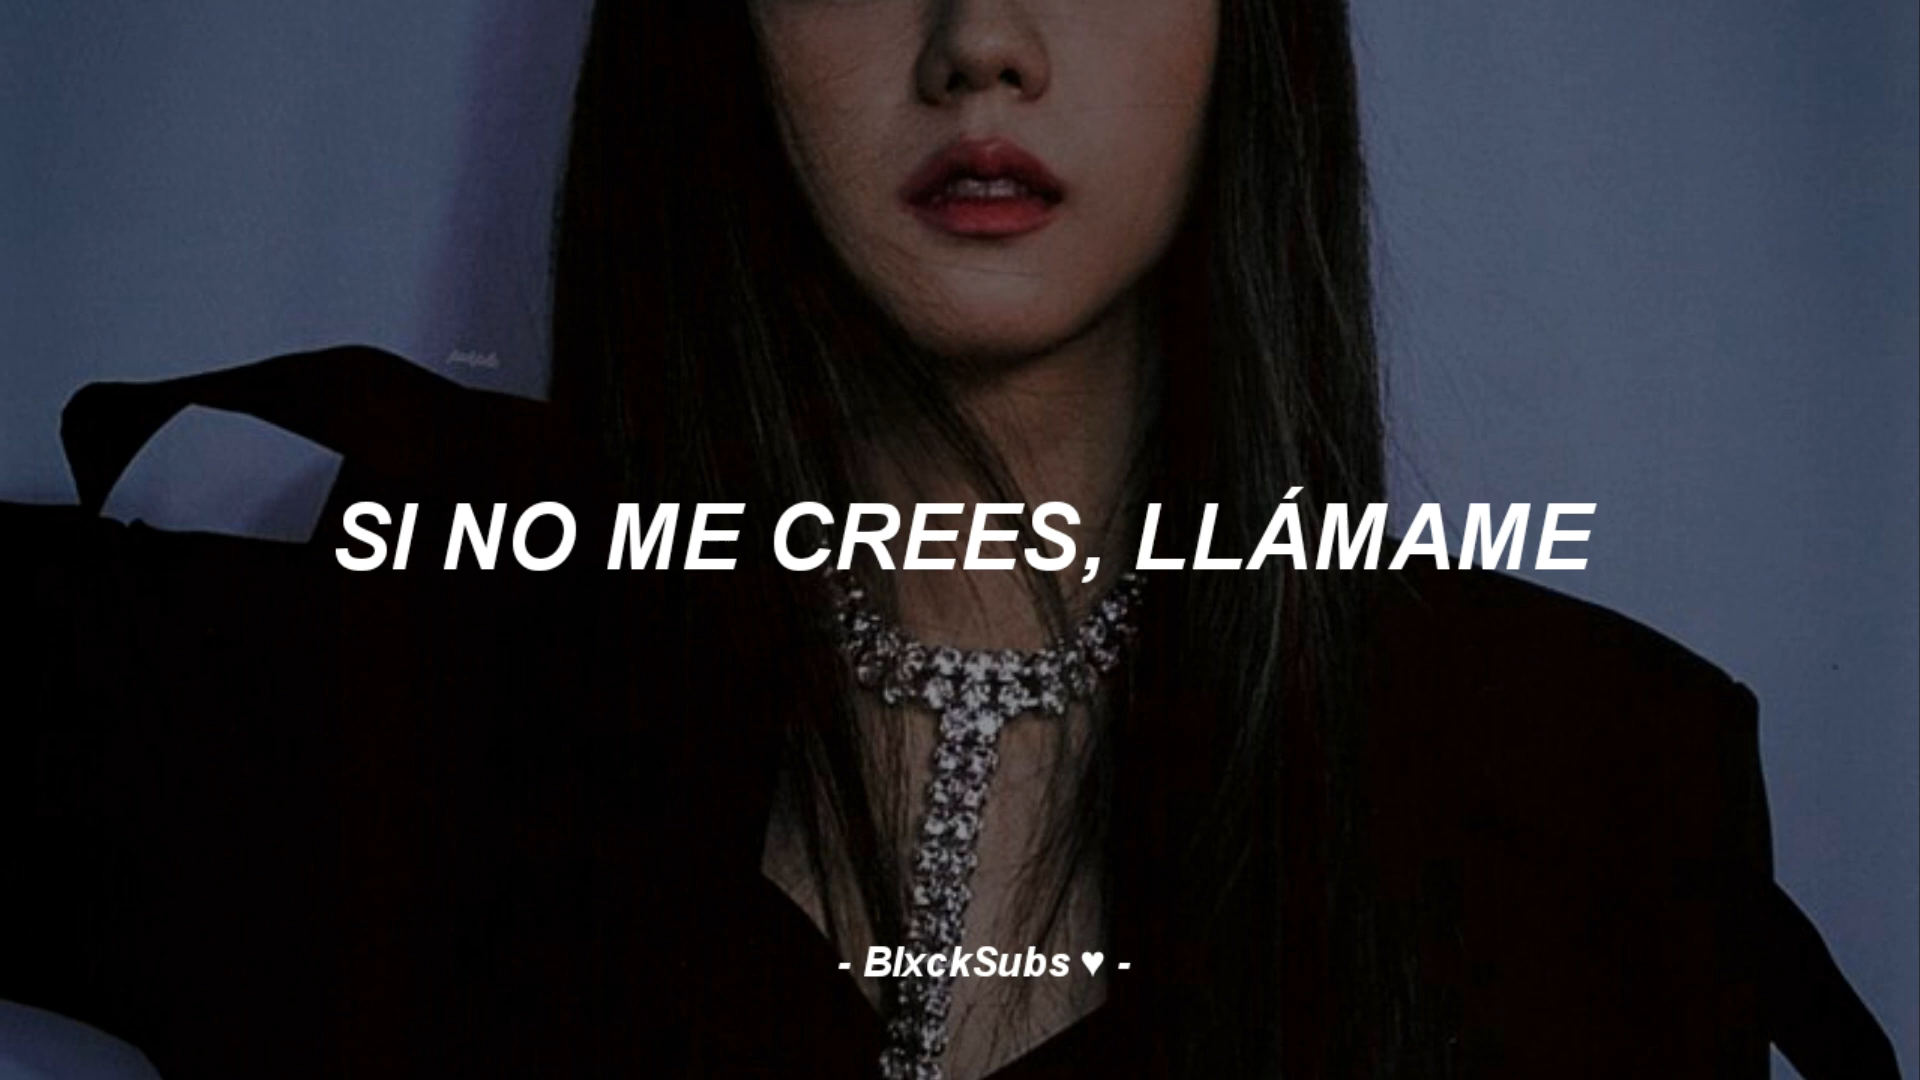 SI NO ME CREES, LLÁMAME
- BlxckSubs ♥ -